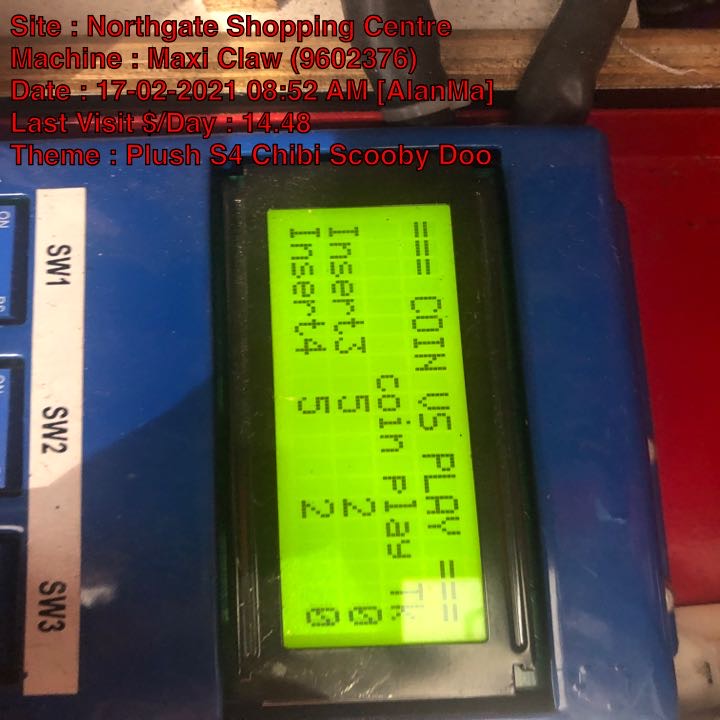 Site : Northgate Shopping Centre
Machine : Maxi Claw (9602376)
Date : 17-02-2021 08:52 AM [AlanMa]
Last Visit $/Day : 14.48
Theme : Plush S4 Chibi Scooby Doo
=== COIN VS PLAY ===
coin Play TK
Insert3 5 2 0
Insert4 5 2 0
SW1
SW2
SW3
ON
ON